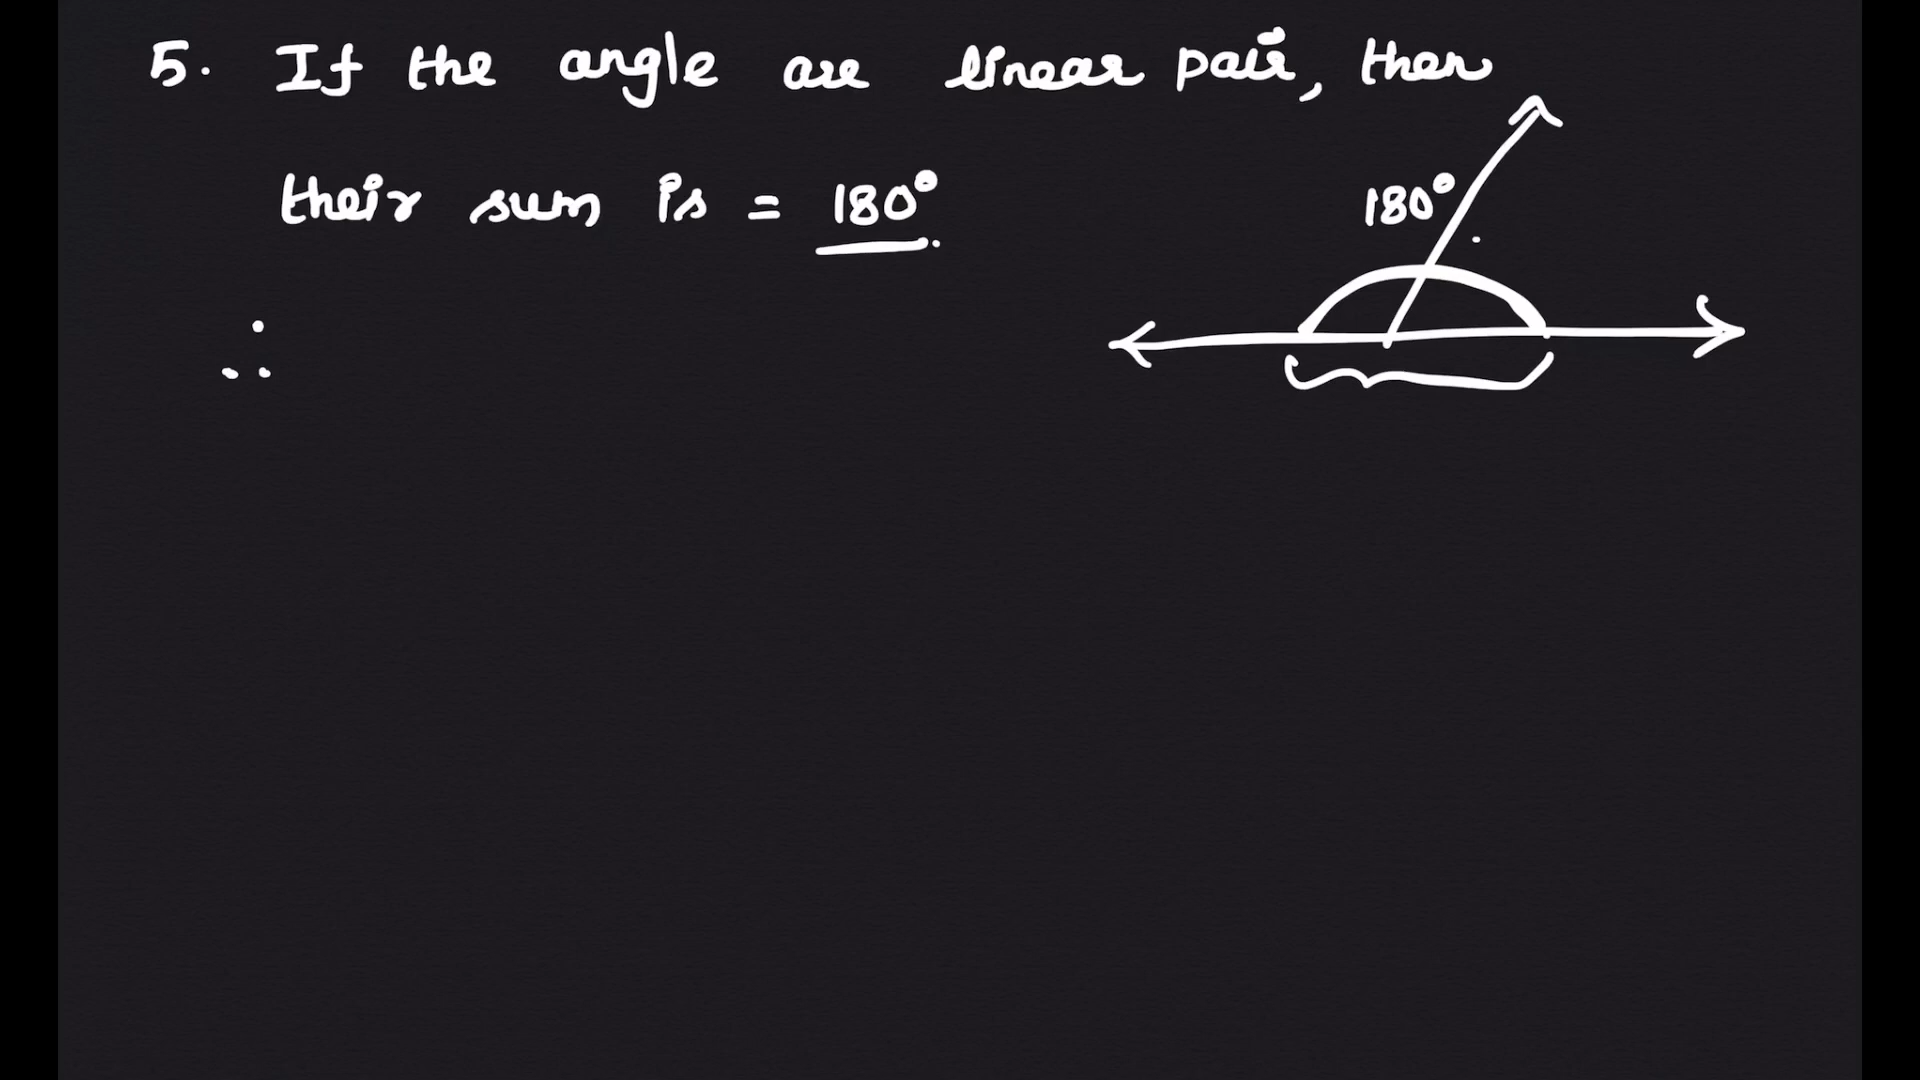 5. If the angle are linear pair, then
their sum is = 180°.
180°
∴